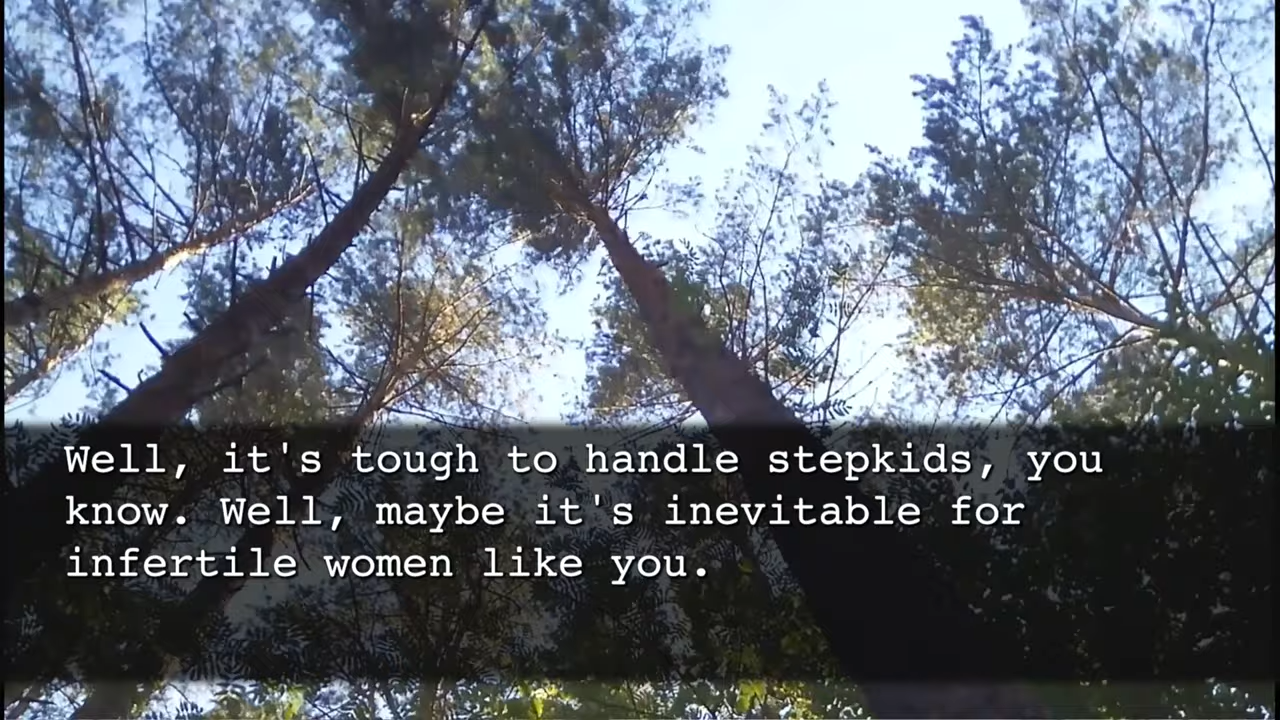 Well, it's tough to handle stepkids, you
know. Well, maybe it's inevitable for
infertile women like you.